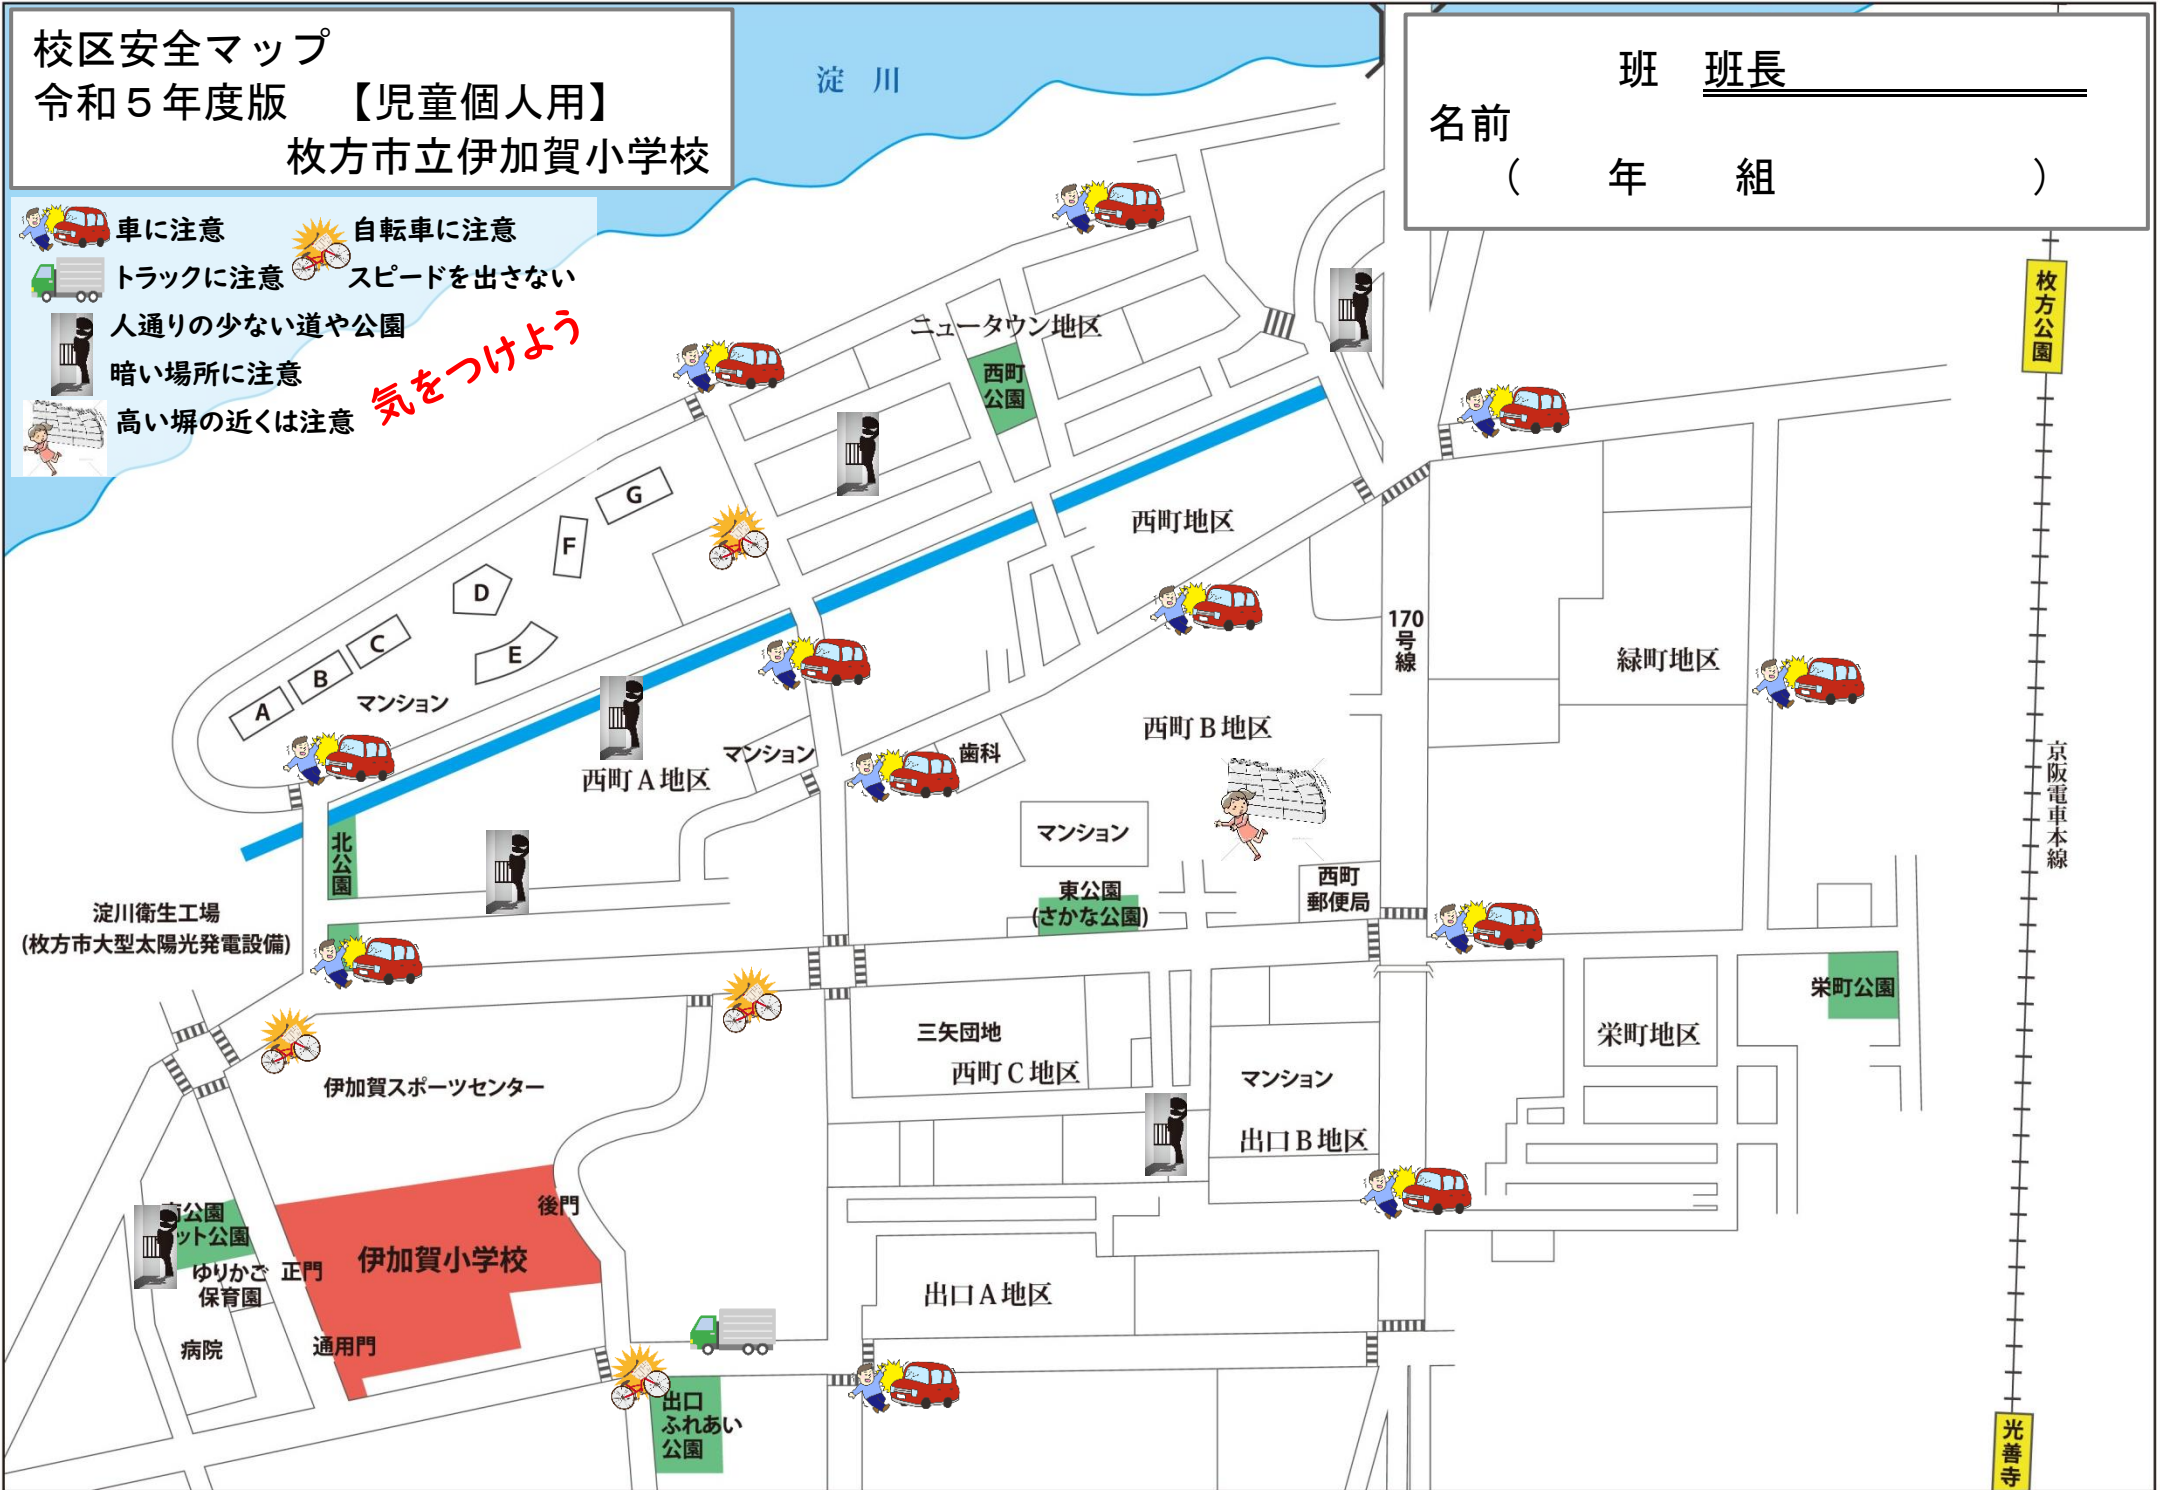 校区安全マップ
令和５年度版　【児童個人用】
枚方市立伊加賀小学校
班　班長
名前
（　　年　　組　　　　　　）
淀　川
車に注意
自転車に注意
スピードを出さない
トラックに注意
人通りの少ない道や公園
暗い場所に注意
高い塀の近くは注意
気をつけよう
枚方公園
ニュータウン地区
西町
公園
G
F
D
E
C
B
A
マンション
西町地区
170
号
線
緑町地区
西町Ｂ地区
京阪電車本線
マンション
歯科
西町Ａ地区
マンション
北公園
東公園
(さかな公園)
西町
郵便局
淀川衛生工場
(枚方市大型太陽光発電設備)
栄町公園
三矢団地
西町Ｃ地区
栄町地区
伊加賀スポーツセンター
マンション
出口Ｂ地区
後門
公園
ット公園
伊加賀小学校
ゆりかご
保育園
正門
出口Ａ地区
病院
通用門
出口
ふれあい
公園
光善寺